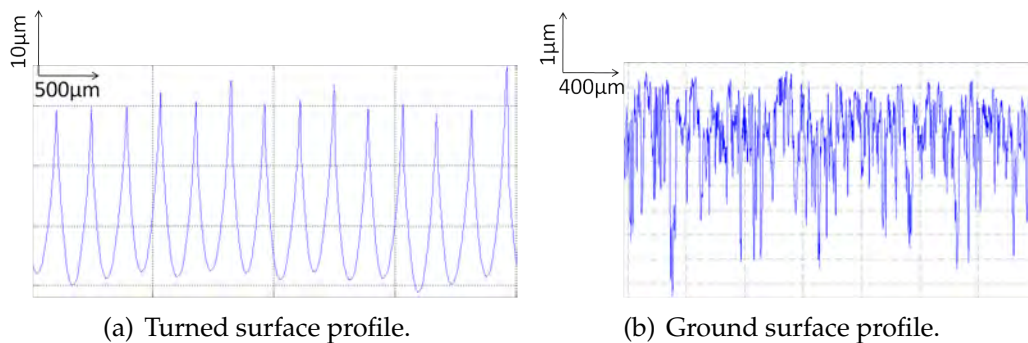 10μm
500μm
1μm
400μm
(a) Turned surface profile.
(b) Ground surface profile.